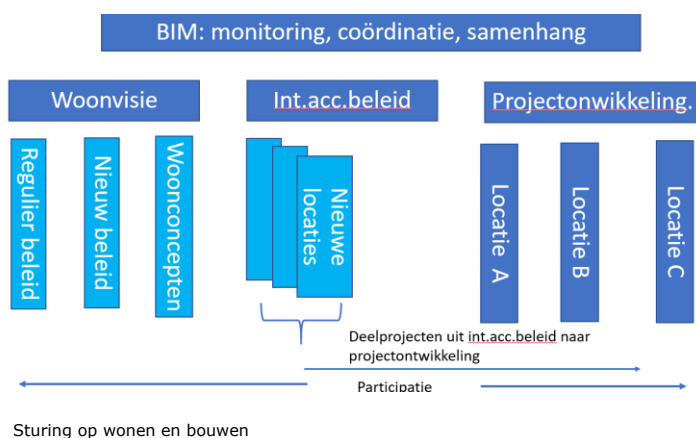 BIM: monitoring, coördinatie, samenhang
Woonvisie
Int.acc.beleid
Projectonwikkeling.
Regulier beleid
Nieuw beleid
Woonconcepten
Nieuwe
locaties
Locatie A
Locatie B
Locatie C
Deelprojecten uit int.acc.beleid naar
projectontwikkeling
Participatie
Sturing op wonen en bouwen